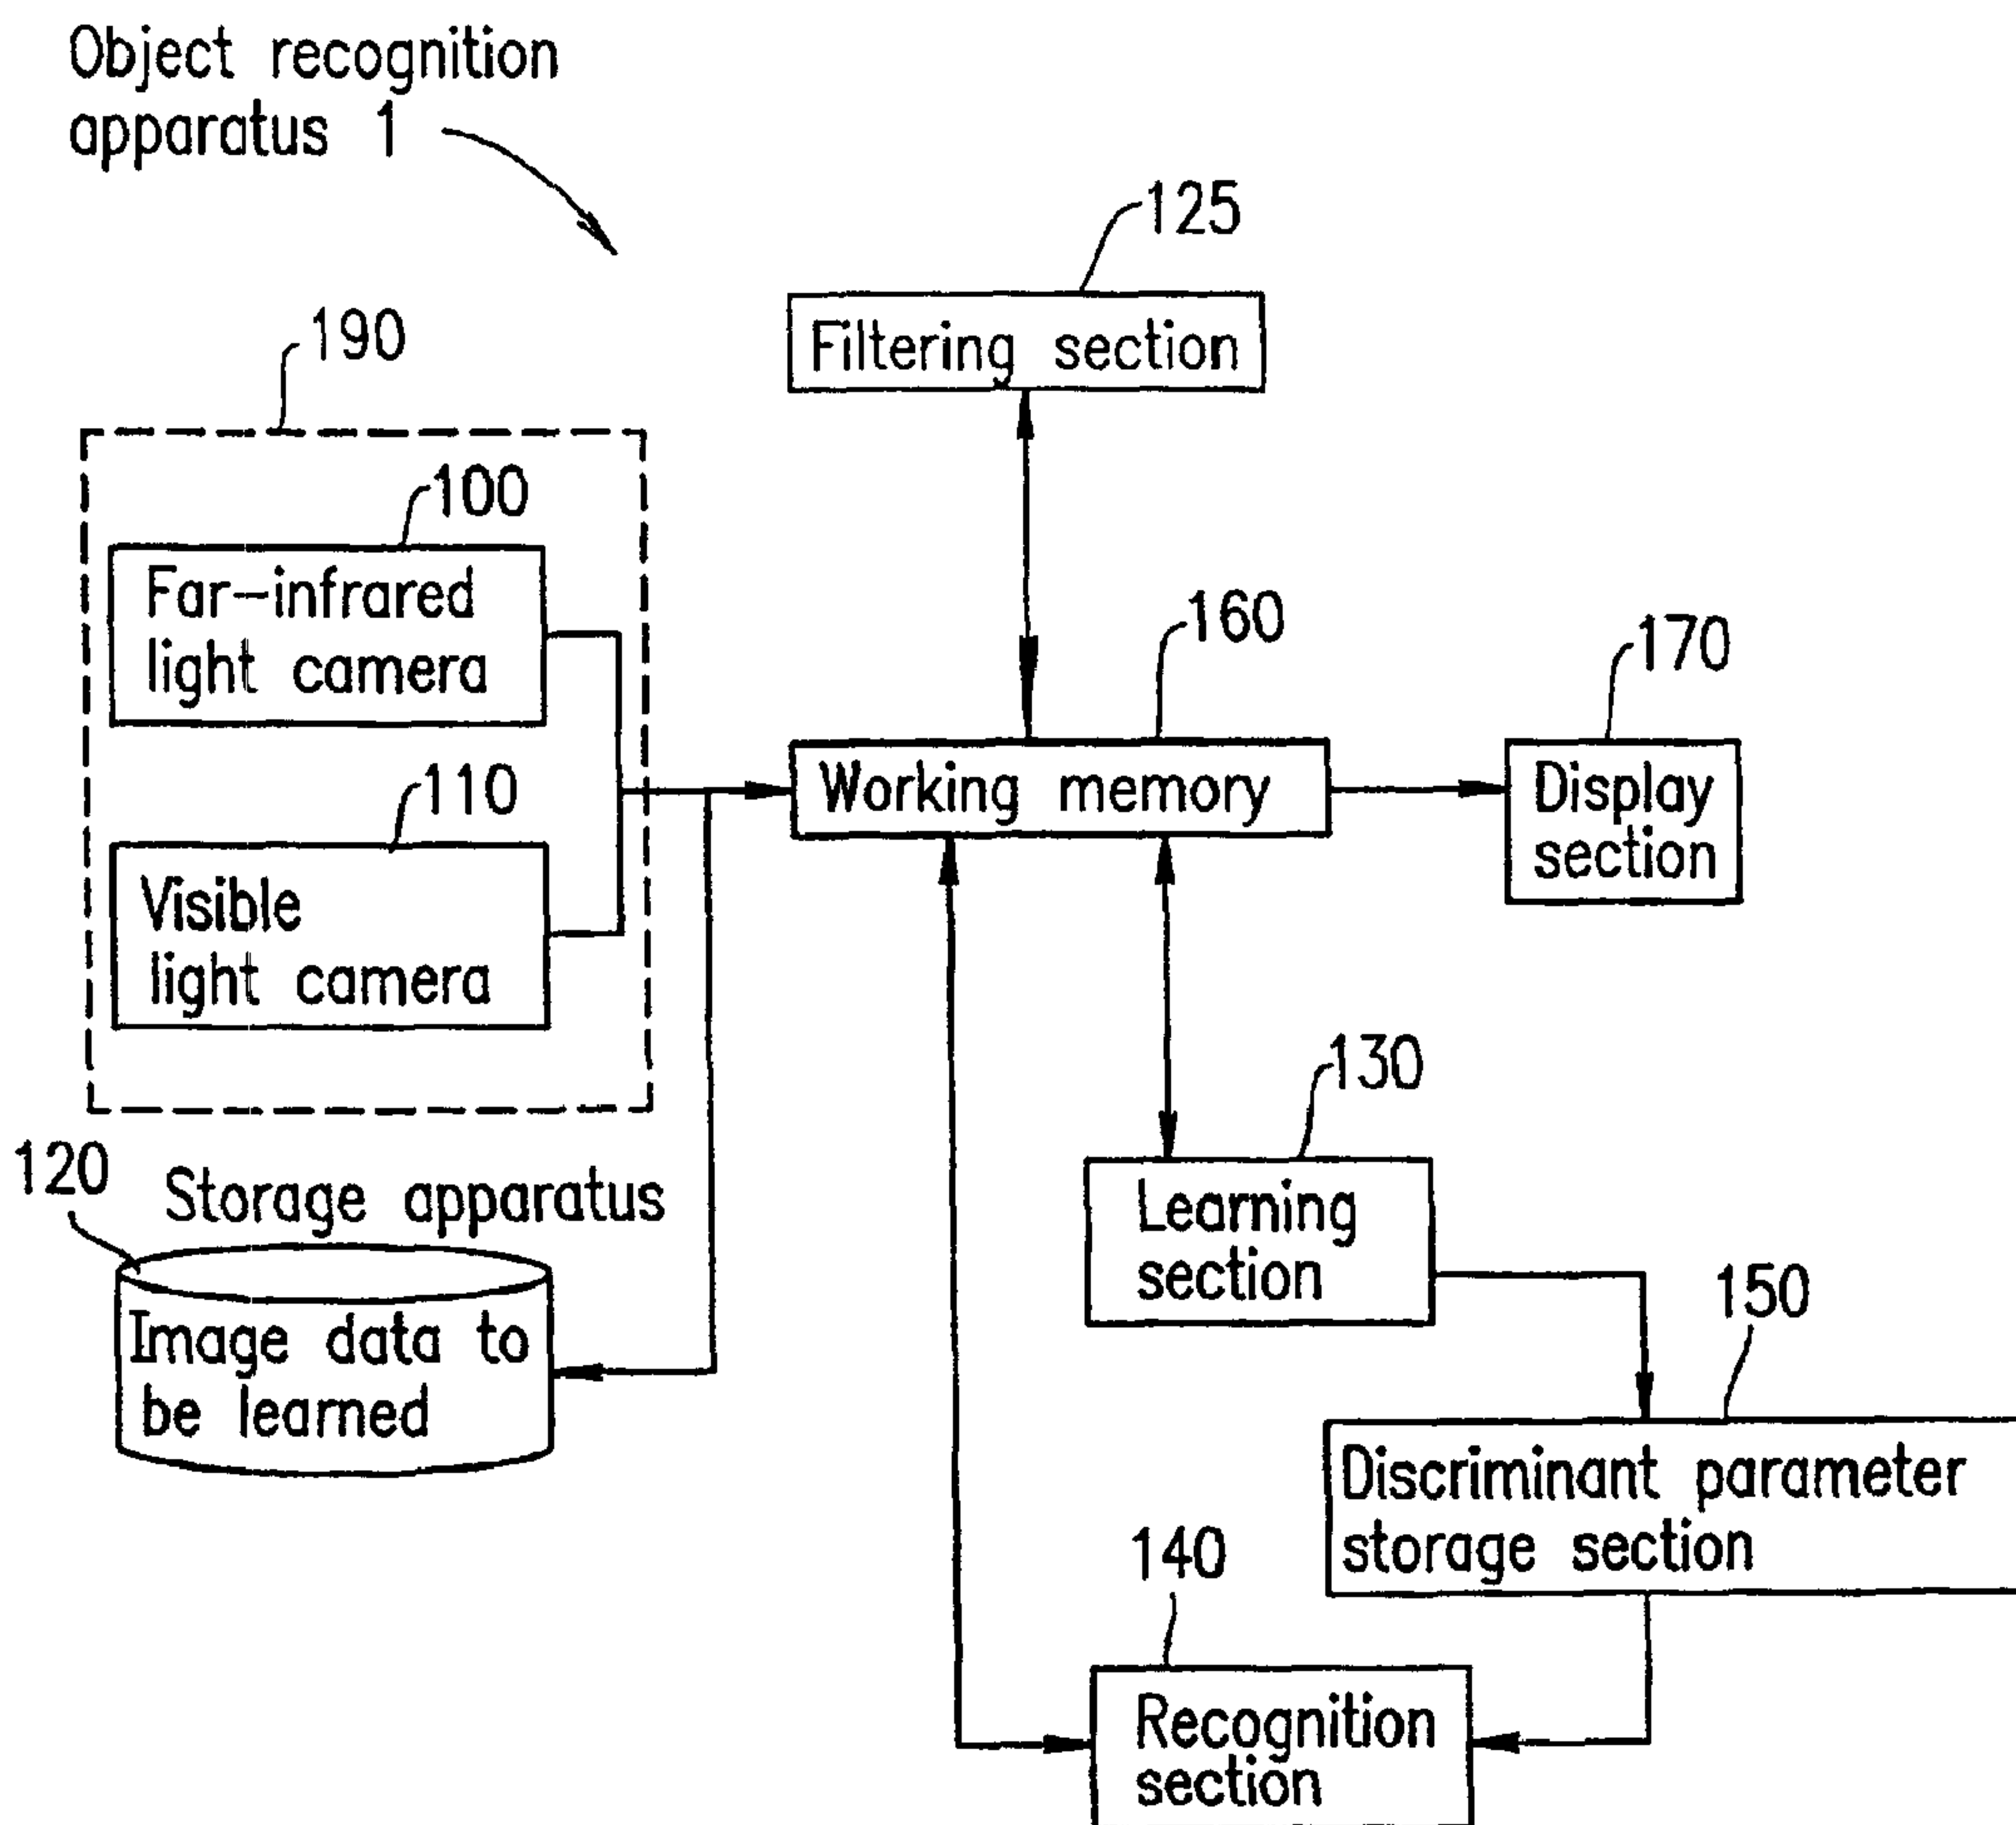 Object recognition
apparatus 1
125
Filtering section
190
100
Far-infrared
light camera
110
Visible
light camera
160
Working memory
170
Display
section
130
Learning
section
120
Storage apparatus
Image data to
be learned
150
Discriminant parameter
storage section
140
Recognition
section